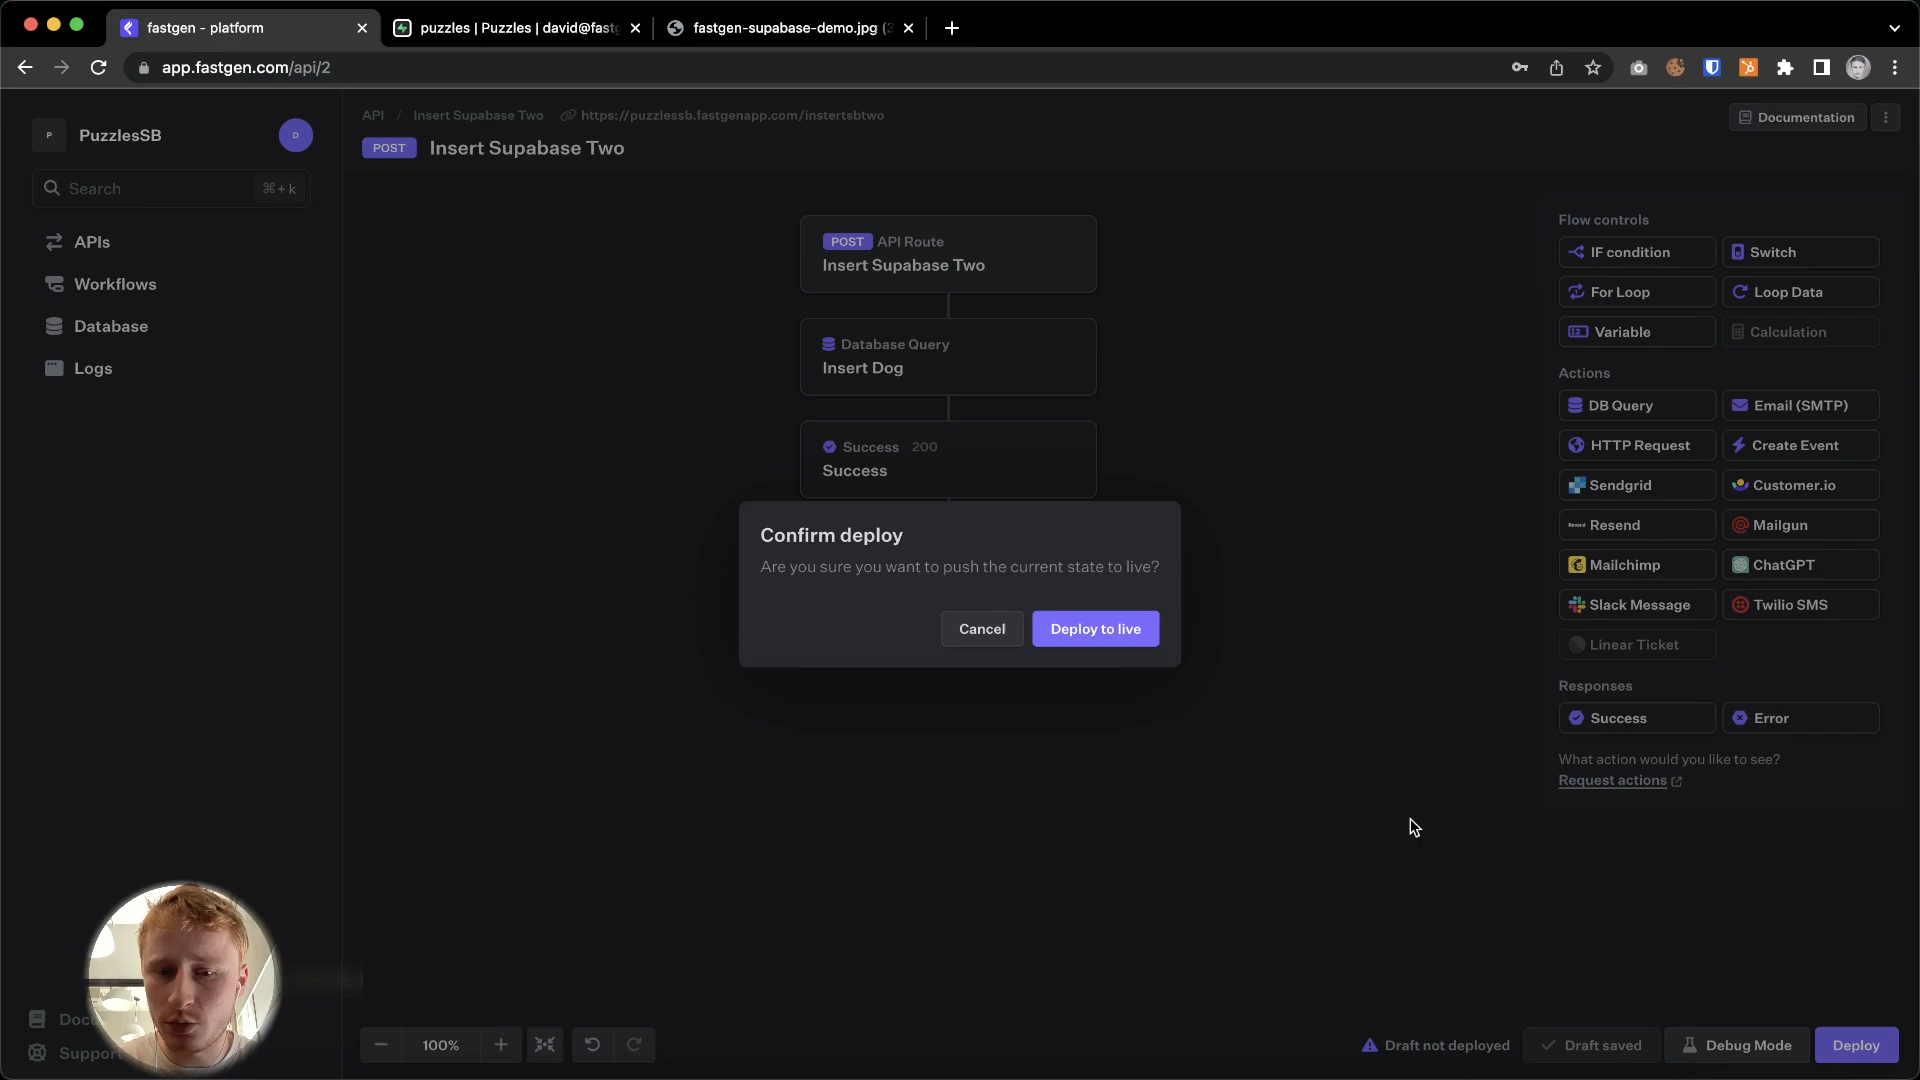 fastgen - platform
puzzles | Puzzles | david@fastg
fastgen-supabase-demo.jpg (3
app.fastgen.com/api/2
P
PuzzlesSB
D
Search
⌘+k
APIs
Workflows
Database
Logs
Docu
Support
API / Insert Supabase Two
https://puzzlessb.fastgenapp.com/instertsbtwo
Documentation
POST
Insert Supabase Two
POST API Route
Insert Supabase Two
Database Query
Insert Dog
Success 200
Success
Confirm deploy
Are you sure you want to push the current state to live?
Cancel
Deploy to live
Flow controls
IF condition
Switch
For Loop
Loop Data
Variable
Calculation
Actions
DB Query
Email (SMTP)
HTTP Request
Create Event
Sendgrid
Customer.io
Resend
Mailgun
Mailchimp
ChatGPT
Slack Message
Twilio SMS
Linear Ticket
Responses
Success
Error
What action would you like to see?
Request actions
100%
Draft not deployed
Draft saved
Debug Mode
Deploy